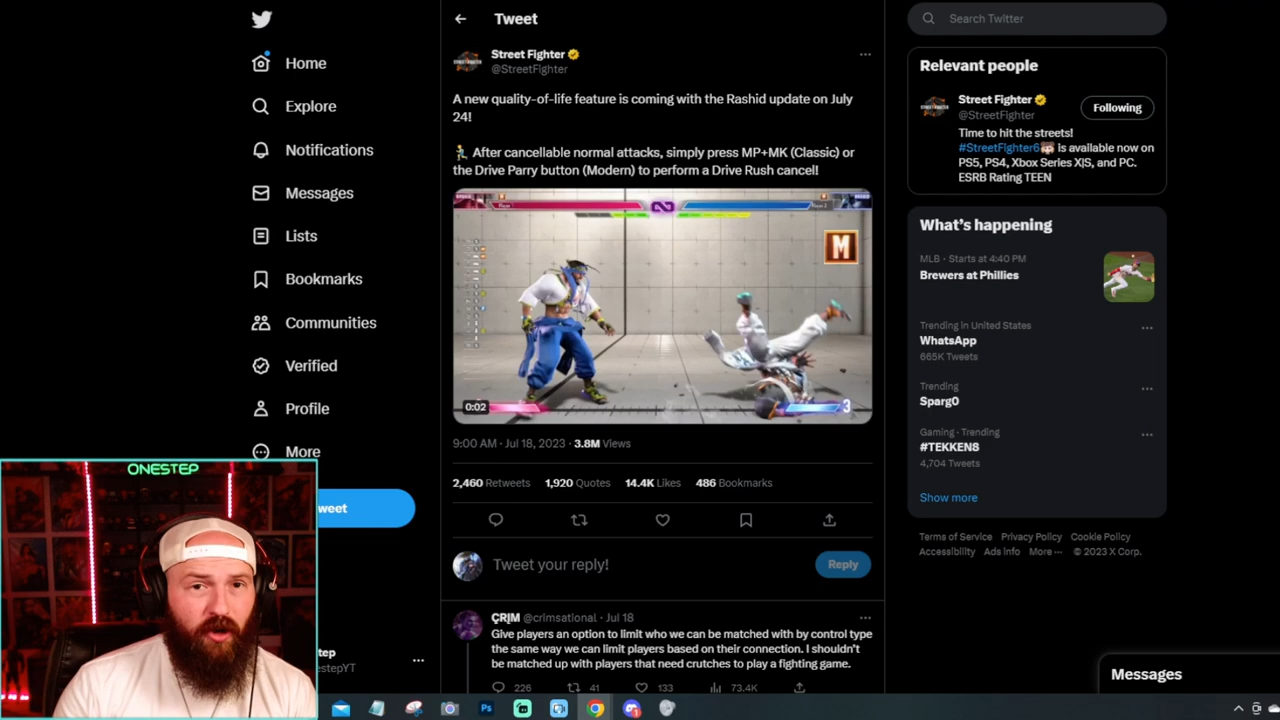 Home
Explore
Notifications
Messages
Lists
Bookmarks
Communities
Verified
Profile
More
weet
tep
estepYT
ONESTEP
Tweet
Street Fighter
@StreetFighter
A new quality-of-life feature is coming with the Rashid update on July
24!
After cancellable normal attacks, simply press MP+MK (Classic) or
the Drive Parry button (Modern) to perform a Drive Rush cancel!
M
3
0:02
9:00 AM · Jul 18, 2023 · 3.8M Views
2,460 Retweets 1,920 Quotes 14.4K Likes 486 Bookmarks
Tweet your reply!
Reply
ÇRĮM @crimsational · Jul 18
Give players an option to limit who we can be matched with by control type
the same way we can limit players based on their connection. I shouldn't
be matched up with players that need crutches to play a fighting game.
226 41 133 73.4K
Search Twitter
Relevant people
Street Fighter
@StreetFighter
Following
Time to hit the streets!
#StreetFighter6 is available now on
PS5, PS4, Xbox Series X|S, and PC.
ESRB Rating TEEN
What's happening
MLB · Starts at 4:40 PM
Brewers at Phillies
Trending in United States
WhatsApp
665K Tweets
Trending
Sparg0
Gaming · Trending
#TEKKEN8
4,704 Tweets
Show more
Terms of Service Privacy Policy Cookie Policy
Accessibility Ads info More ··· © 2023 X Corp.
Messages
Ps